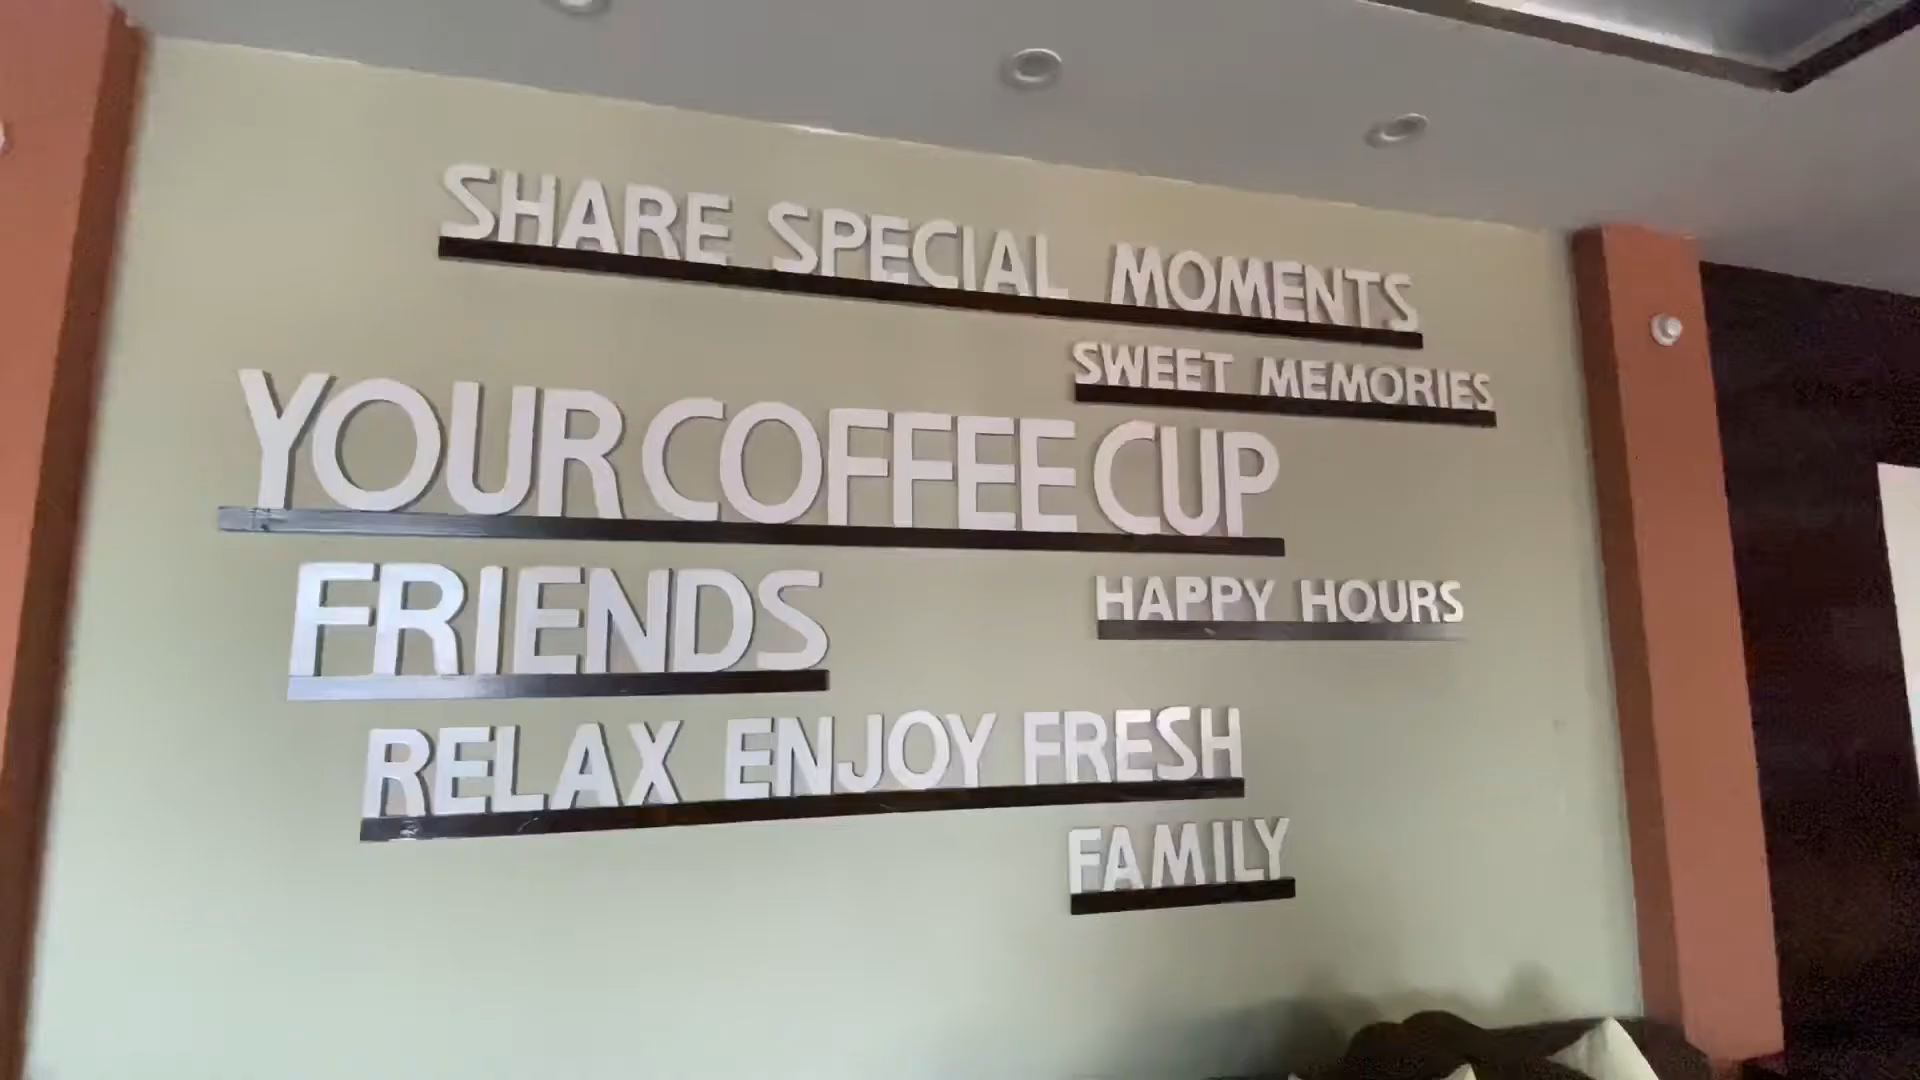 SHARE SPECIAL MOMENTS
SWEET MEMORIES
YOUR COFFEE CUP
FRIENDS
HAPPY HOURS
RELAX ENJOY FRESH
FAMILY